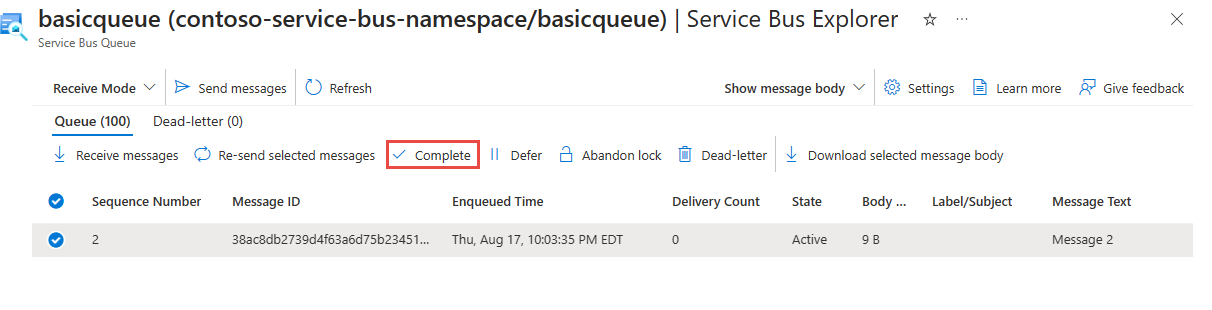 basicqueue (contoso-service-bus-namespace/basicqueue) | Service Bus Explorer ☆ ···
Service Bus Queue
Receive Mode Send messages Refresh Show message body Settings Learn more Give feedback
Queue (100) Dead-letter (0)
Receive messages Re-send selected messages Complete Defer Abandon lock Dead-letter Download selected message body
Sequence Number Message ID Enqueued Time Delivery Count State Body ... Label/Subject Message Text
2 38ac8db2739d4f63a6d75b23451... Thu, Aug 17, 10:03:35 PM EDT 0 Active 9 B Message 2